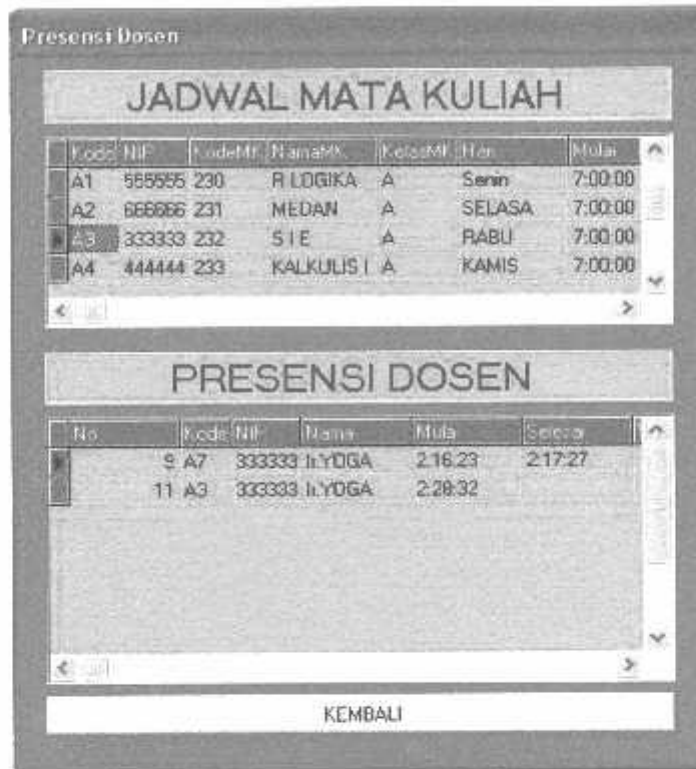 Presensi Dosen
JADWAL MATA KULIAH
Kode NIP KodeMK NamaMK KelasMK Hari Mulai
A1 555555 230 R LOGIKA A Senin 7:00:00
A2 666666 231 MEDAN A SELASA 7:00:00
A3 333333 232 S I E A RABU 7:00:00
A4 444444 233 KALKULIS I A KAMIS 7:00:00
PRESENSI DOSEN
No Kode NIP Nama Mulai Selesai
9 A7 333333 Ir.YOGA 2:16:23 2:17:27
11 A3 333333 Ir.YOGA 2:28:32
KEMBALI